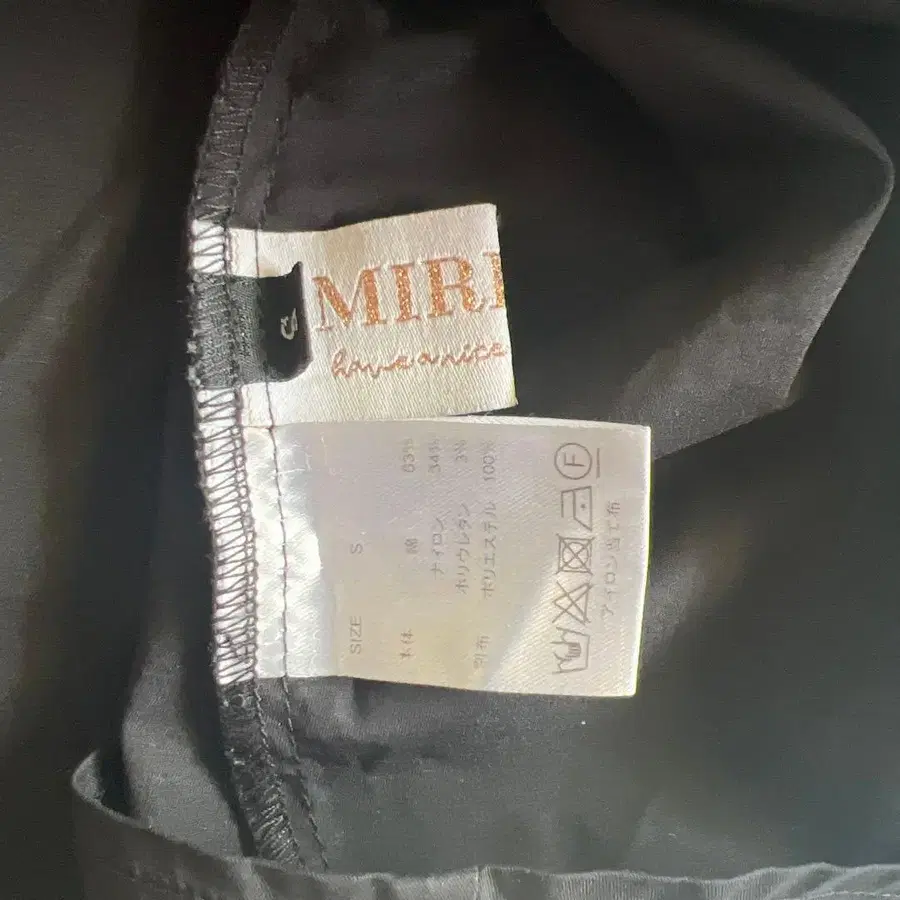 MIRI
have a nice
S
SIZE S
本体 綿 63%
ナイロン 34%
ポリウレタン 3%
別布 ポリエステル 100%
F
アイロン当て布